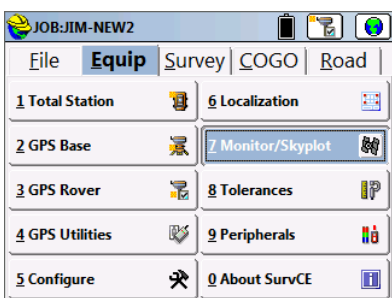 JOB:JIM-NEW2
File Equip Survey COGO Road
1 Total Station 6 Localization
2 GPS Base 7 Monitor/Skyplot
3 GPS Rover 8 Tolerances
4 GPS Utilities 9 Peripherals
5 Configure 0 About SurvCE